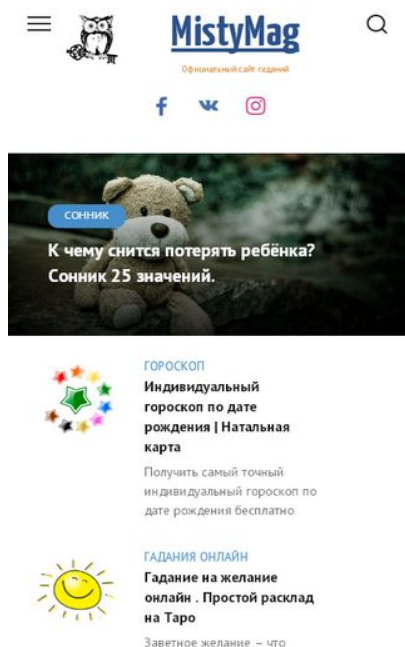 MistyMag
Официальный сайт гаданий
СОННИК
К чему снится потерять ребёнка?
Сонник 25 значений.
ГОРОСКОП
Индивидуальный
гороскоп по дате
рождения | Натальная
карта
Получить самый точный
индивидуальный гороскоп по
дате рождения бесплатно
ГАДАНИЯ ОНЛАЙН
Гадание на желание
онлайн . Простой расклад
на Таро
Заветное желание – что